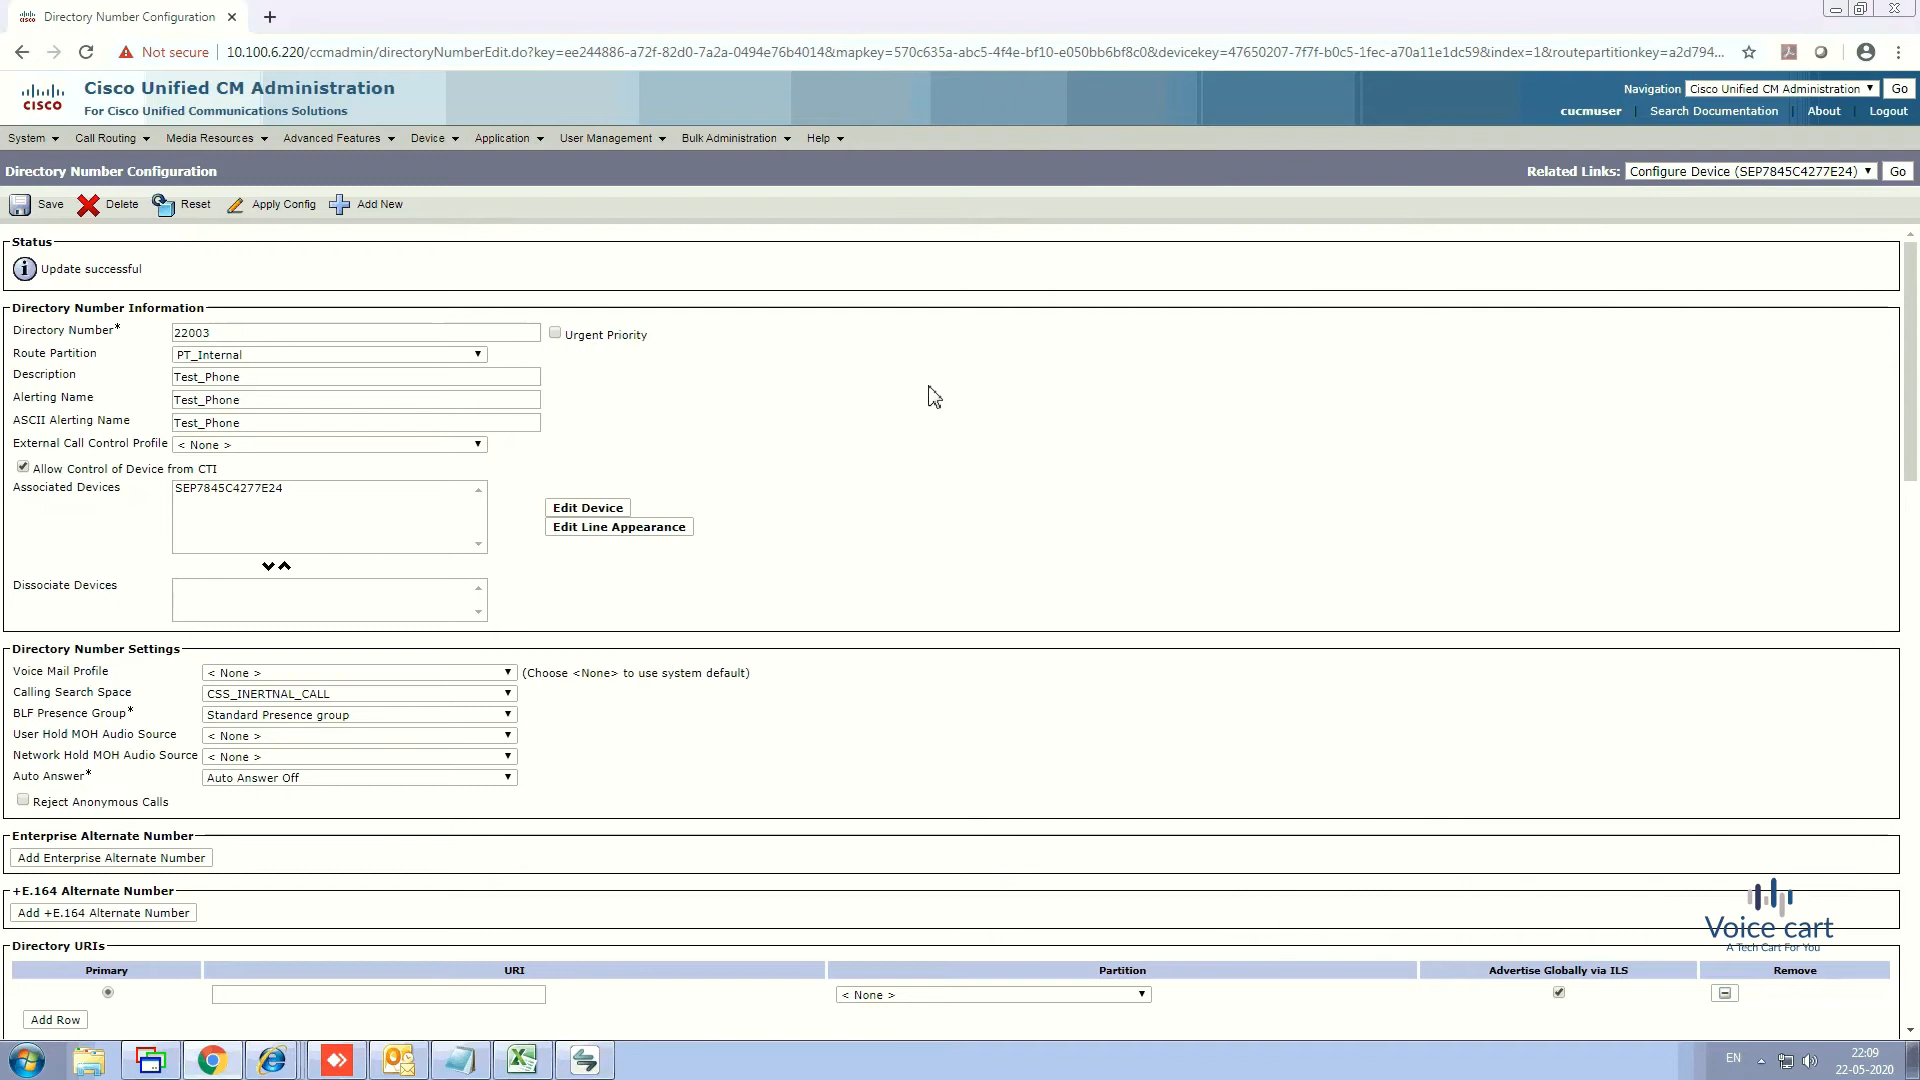 Directory Number Configuration
Not secure 10.100.6.220/ccmadmin/directoryNumberEdit.do?key=ee244886-a72f-82d0-7a2a-0494e76b4014&mapkey=570c635a-abc5-4f4e-bf10-e050bb6bf8c0&devicekey=47650207-7f7f-b0c5-1fec-a70a11e1dc59&index=1&routepartitionkey=a2d794...
CISCO
Cisco Unified CM Administration
For Cisco Unified Communications Solutions
Navigation Cisco Unified CM Administration Go
cucmuser Search Documentation About Logout
System Call Routing Media Resources Advanced Features Device Application User Management Bulk Administration Help
Directory Number Configuration
Related Links: Configure Device (SEP7845C4277E24) Go
Save Delete Reset Apply Config Add New
Status
Update successful
Directory Number Information
Directory Number* 22003 Urgent Priority
Route Partition PT_Internal
Description Test_Phone
Alerting Name Test_Phone
ASCII Alerting Name Test_Phone
External Call Control Profile < None >
Allow Control of Device from CTI
Associated Devices SEP7845C4277E24
Edit Device
Edit Line Appearance
Dissociate Devices
Directory Number Settings
Voice Mail Profile < None > (Choose <None> to use system default)
Calling Search Space CSS_INERTNAL_CALL
BLF Presence Group* Standard Presence group
User Hold MOH Audio Source < None >
Network Hold MOH Audio Source < None >
Auto Answer* Auto Answer Off
Reject Anonymous Calls
Enterprise Alternate Number
Add Enterprise Alternate Number
+E.164 Alternate Number
Add +E.164 Alternate Number
Voice cart
A Tech Cart For You
Directory URIs
Primary URI Partition Advertise Globally via ILS Remove
< None >
Add Row
EN
22:09
22-05-2020